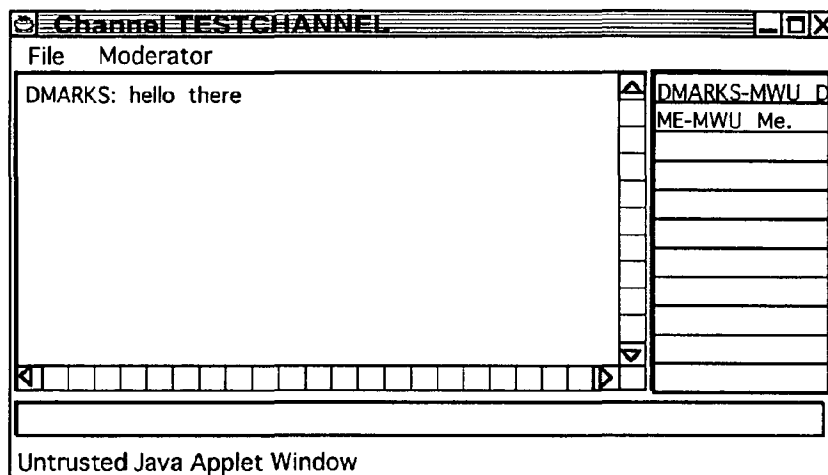 Channel TESTCHANNEL
File Moderator
DMARKS: hello there
DMARKS-MWU D
ME-MWU Me.
Untrusted Java Applet Window